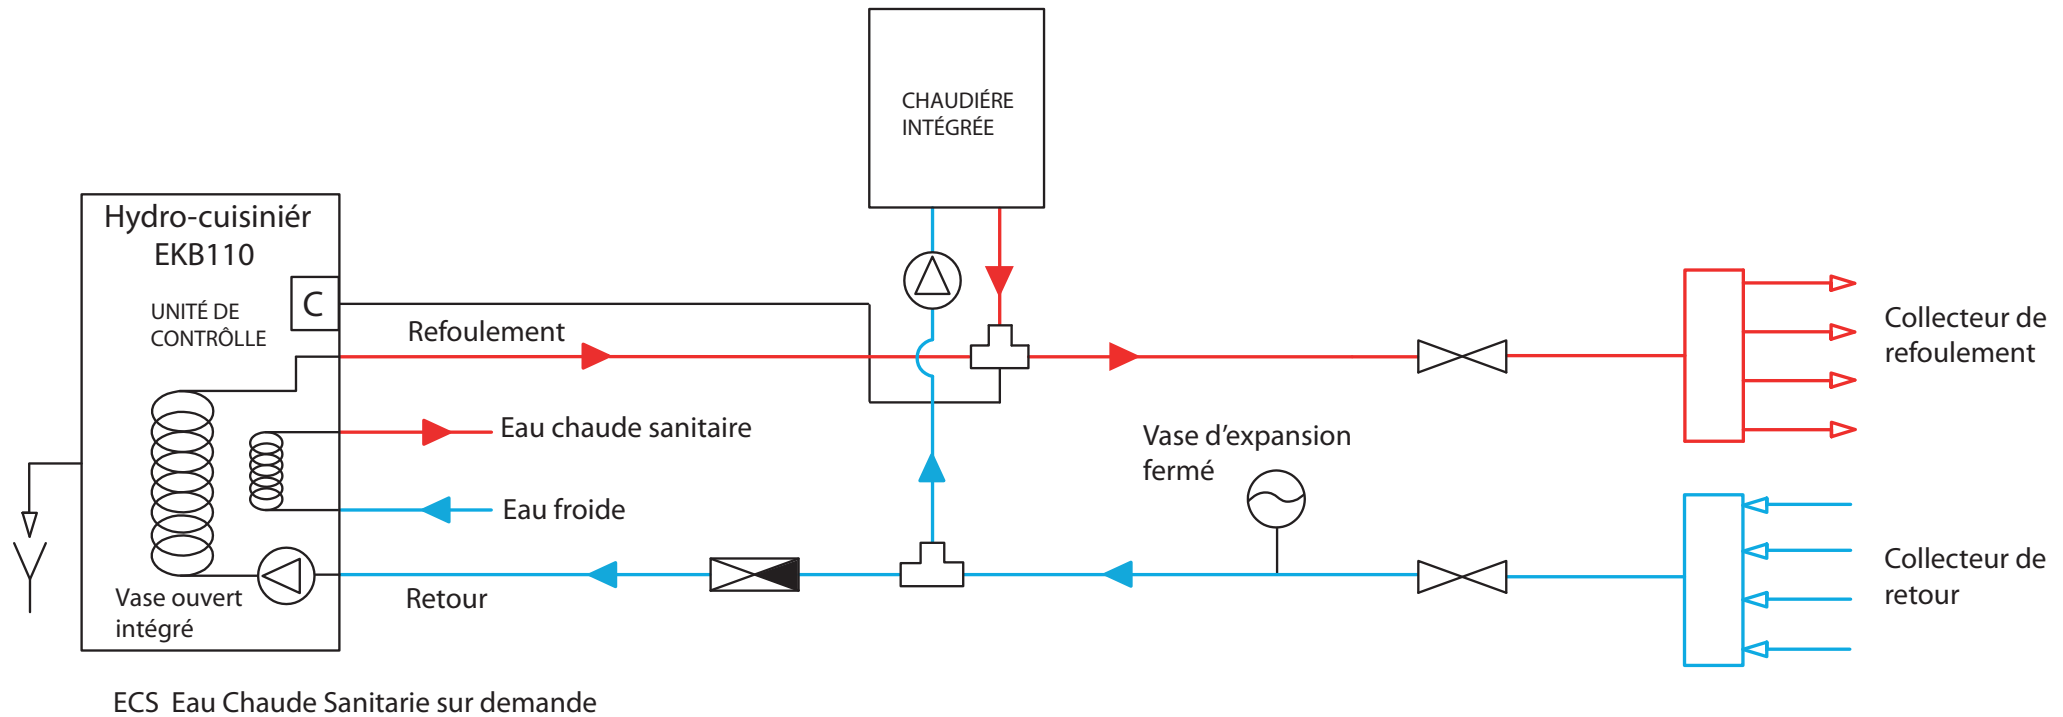 CHAUDIÉRE
INTÉGRÉE
Hydro-cuisiniér
EKB110
C
UNITÉ DE
CONTRÔLLE
Refoulement
Collecteur de
refoulement
Eau chaude sanitaire
Vase d'expansion
fermé
Eau froide
Collecteur de
retour
Retour
Vase ouvert
intégré
ECS Eau Chaude Sanitarie sur demande